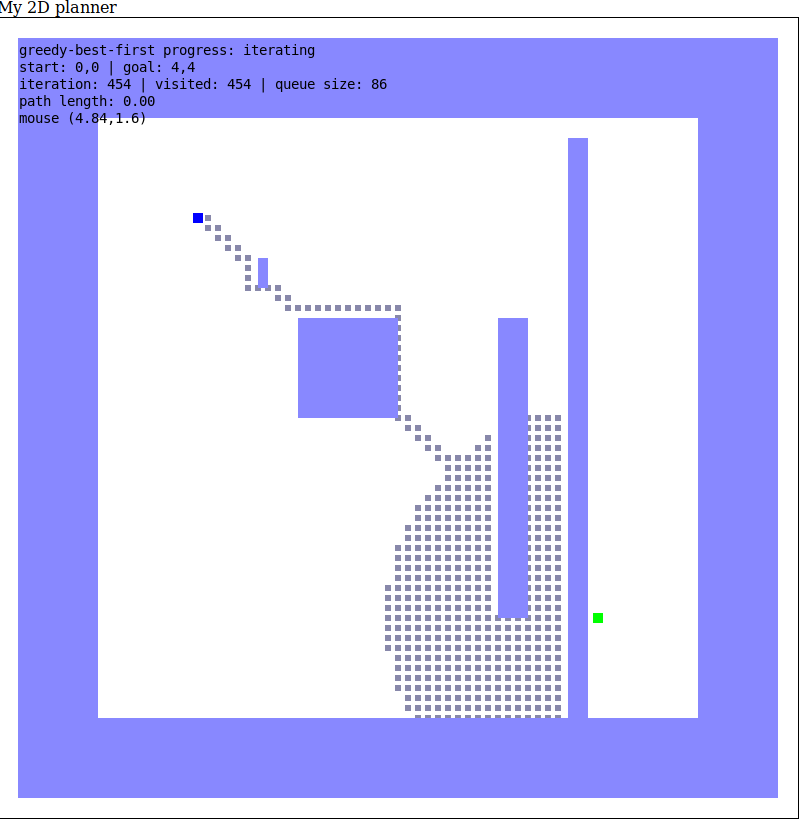 My 2D planner
greedy-best-first progress: iterating
start: 0,0 | goal: 4,4
iteration: 454 | visited: 454 | queue size: 86
path length: 0.00
mouse (4.84,1.6)